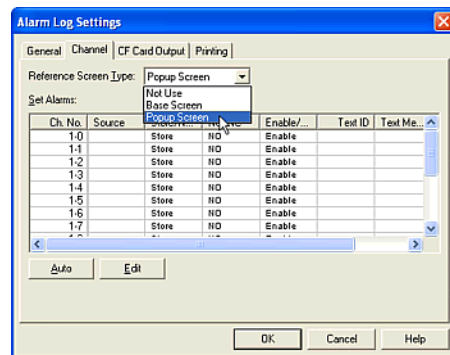 Alarm Log Settings
General Channel CF Card Output Printing
Reference Screen Type: Popup Screen
Not Use
Base Screen
Popup Screen
Set Alarms:
Ch. No. Source Enable/... Text ID Text Me...
1-0 Store NO Enable
1-1 Store NO Enable
1-2 Store NO Enable
1-3 Store NO Enable
1-4 Store NO Enable
1-5 Store NO Enable
1-6 Store NO Enable
1-7 Store NO Enable
Auto Edit
OK Cancel Help